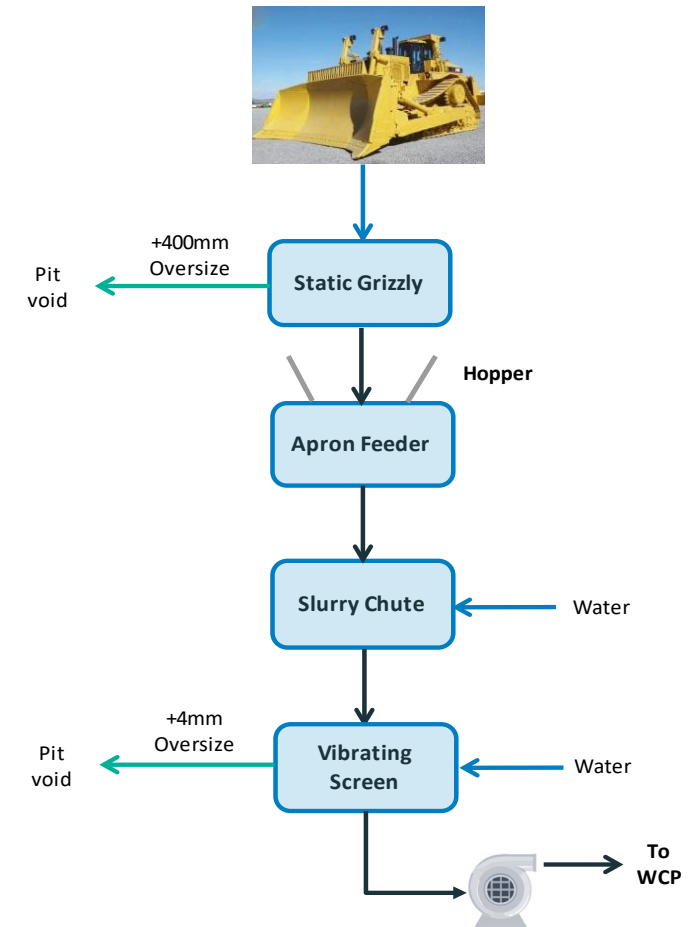 +400mm
Oversize
Pit
void
Static Grizzly
Hopper
Apron Feeder
Slurry Chute
Water
+4mm
Oversize
Pit
void
Vibrating
Screen
Water
To
WCP